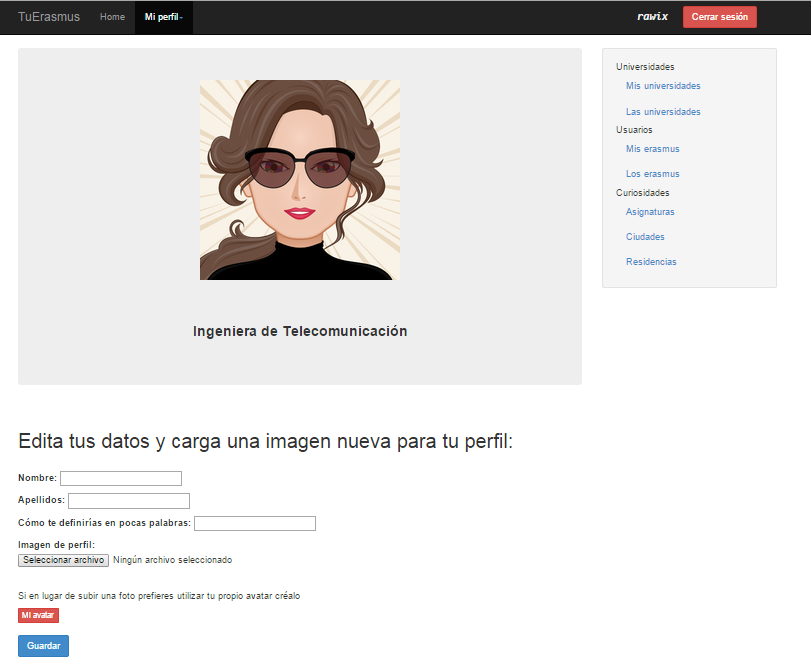 TuErasmus Home Mi perfil rawix Cerrar sesión
Ingeniera de Telecomunicación
Universidades
Mis universidades
Las universidades
Usuarios
Mis erasmus
Los erasmus
Curiosidades
Asignaturas
Ciudades
Residencias
Edita tus datos y carga una imagen nueva para tu perfil:
Nombre:
Apellidos:
Cómo te definirías en pocas palabras:
Imagen de perfil:
Seleccionar archivo Ningún archivo seleccionado
Si en lugar de subir una foto prefieres utilizar tu propio avatar créalo
Mi avatar
Guardar